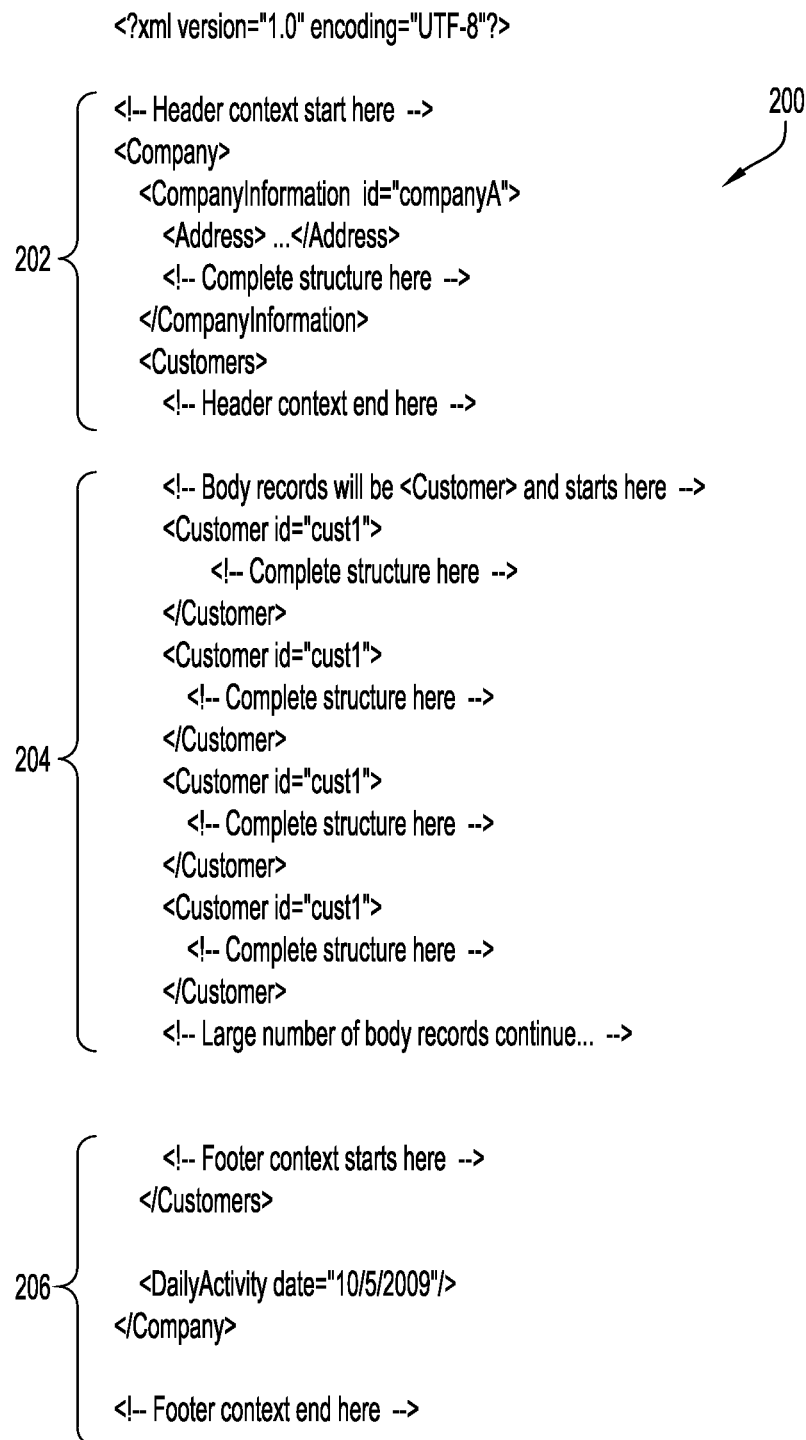 <?xml version="1.0" encoding="UTF-8"?>
<!-- Header context start here -->
200
<Company>
<CompanyInformation id="companyA">
<Address> ...</Address>
202
<!-- Complete structure here -->
</CompanyInformation>
<Customers>
<!-- Header context end here -->
<!-- Body records will be <Customer> and starts here -->
<Customer id="cust1">
<!-- Complete structure here -->
</Customer>
<Customer id="cust1">
<!-- Complete structure here -->
</Customer>
204
<Customer id="cust1">
<!-- Complete structure here -->
</Customer>
<Customer id="cust1">
<!-- Complete structure here -->
</Customer>
<!-- Large number of body records continue... -->
<!-- Footer context starts here -->
</Customers>
206
<DailyActivity date="10/5/2009"/>
</Company>
<!-- Footer context end here -->